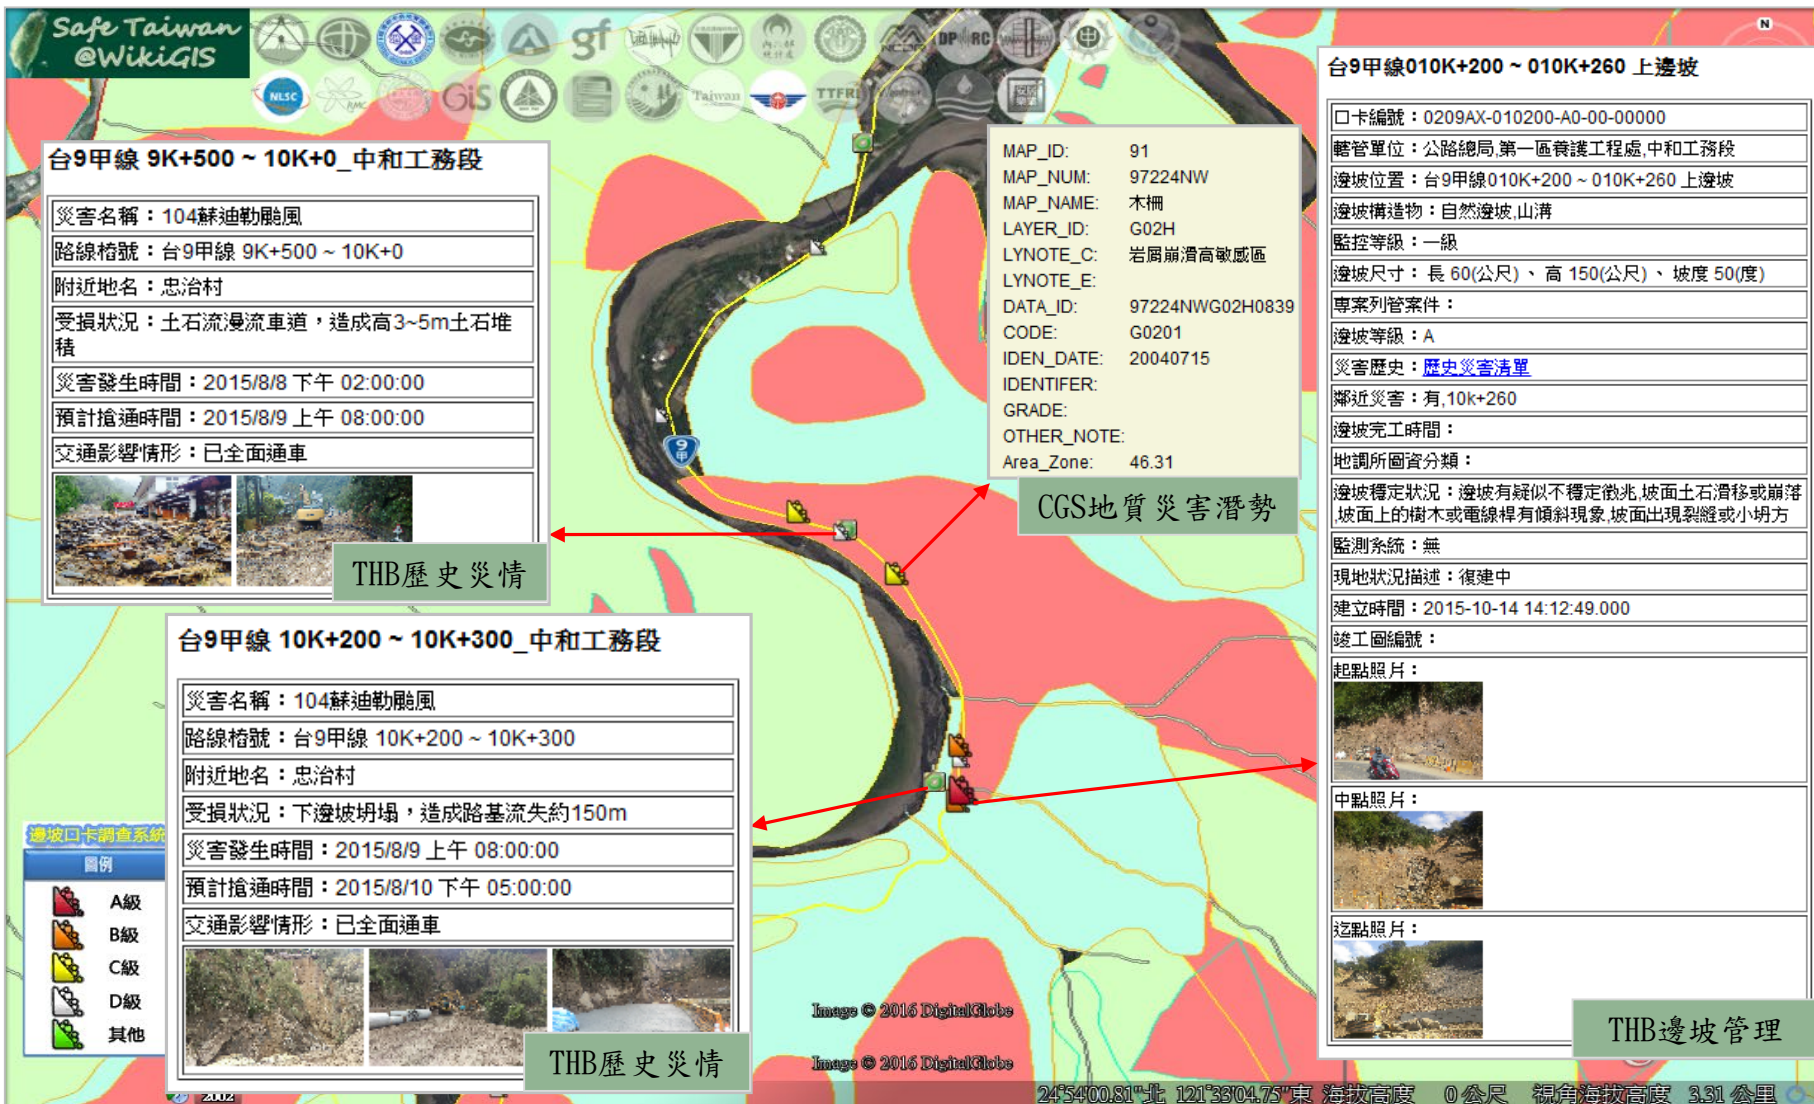 Safe Taiwan
@WikiGIS
gf
NCDR
DPRC
NLSC
GiS
Taiwan
TTFRI
N
台9甲線 9K+500 ~ 10K+0_中和工務段
災害名稱：104蘇迪勒颱風
路線樁號：台9甲線 9K+500 ~ 10K+0
附近地名：忠治村
受損狀況：土石流漫流車道，造成高3~5m土石堆
積
災害發生時間：2015/8/8 下午 02:00:00
預計搶通時間：2015/8/9 上午 08:00:00
交通影響情形：已全面通車
THB歷史災情
台9甲線 10K+200 ~ 10K+300_中和工務段
災害名稱：104蘇迪勒颱風
路線樁號：台9甲線 10K+200 ~ 10K+300
附近地名：忠治村
受損狀況：下邊坡坍塌，造成路基流失約150m
災害發生時間：2015/8/9 上午 08:00:00
預計搶通時間：2015/8/10 下午 05:00:00
交通影響情形：已全面通車
THB歷史災情
邊坡口卡調查系統
圖例
A級
B級
C級
D級
其他
9
甲
MAP_ID: 91
MAP_NUM: 97224NW
MAP_NAME: 木柵
LAYER_ID: G02H
LYNOTE_C: 岩屑崩滑高敏感區
LYNOTE_E:
DATA_ID: 97224NWG02H0839
CODE: G0201
IDEN_DATE: 20040715
IDENTIFER:
GRADE:
OTHER_NOTE:
Area_Zone: 46.31
CGS地質災害潛勢
台9甲線010K+200 ~ 010K+260 上邊坡
口卡編號：0209AX-010200-A0-00-00000
轄管單位：公路總局,第一區養護工程處,中和工務段
邊坡位置：台9甲線010K+200 ~ 010K+260 上邊坡
邊坡構造物：自然邊坡,山溝
監控等級：一級
邊坡尺寸： 長 60(公尺) 、 高 150(公尺) 、 坡度 50(度)
專案列管案件：
邊坡等級：A
災害歷史：歷史災害清單
鄰近災害：有,10k+260
邊坡完工時間：
地調所圖資分類：
邊坡穩定狀況：邊坡有疑似不穩定徵兆,坡面土石滑移或崩落
,坡面上的樹木或電線桿有傾斜現象,坡面出現裂縫或小坍方
監測系統：無
現地狀況描述：復建中
建立時間：2015-10-14 14:12:49.000
竣工圖編號：
起點照片：
中點照片：
迄點照片：
THB邊坡管理
Image © 2016 DigitalGlobe
Image © 2016 DigitalGlobe
2002
24°54'00.81"北 121°33'04.75"東 海拔高度 0 公尺 視角海拔高度 3.31 公里